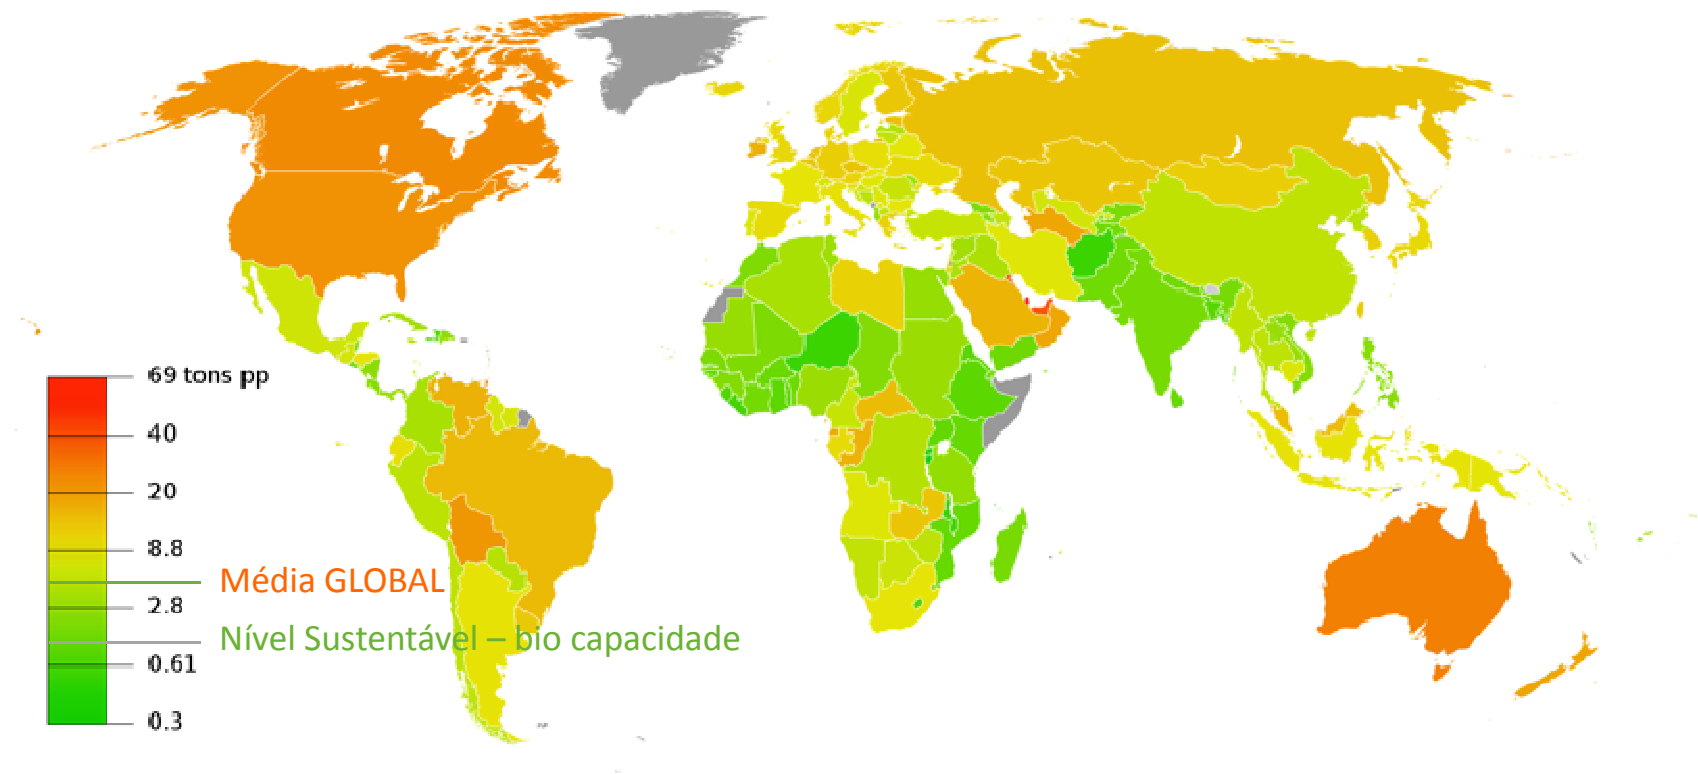 69 tons pp
40
20
8.8
Média GLOBAL
2.8
Nível Sustentável – bio capacidade
0.61
0.3